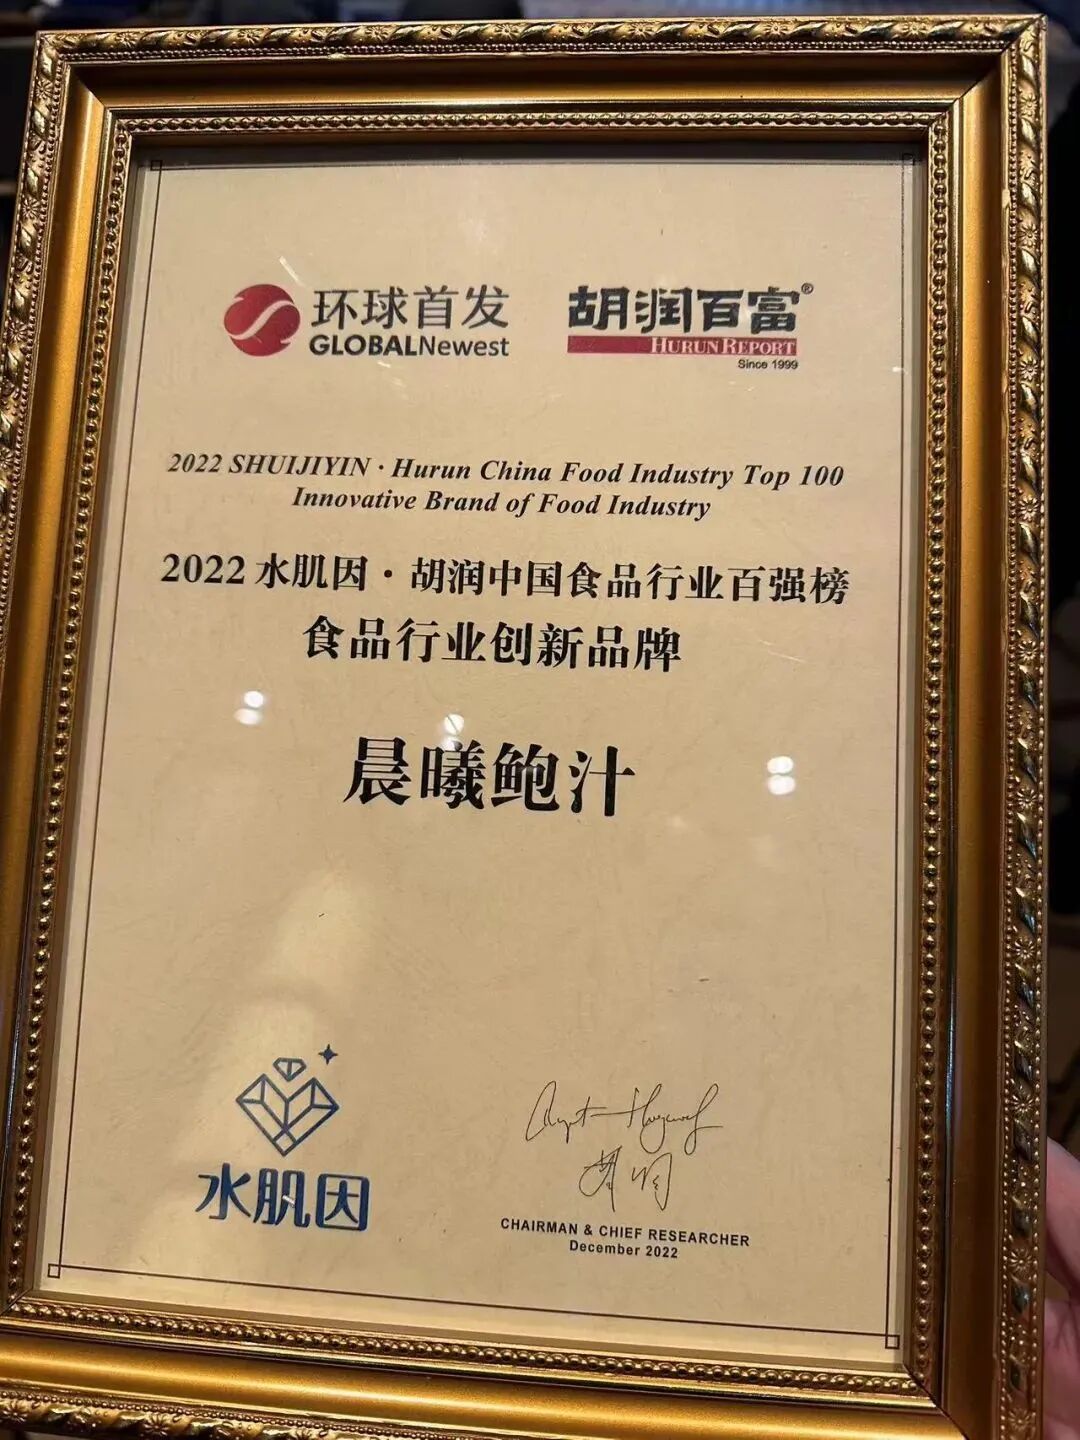 环球首发
GLOBALNewest
胡润百富®
HURUN REPORT
Since 1999
2022 SHUIJIYIN · Hurun China Food Industry Top 100
Innovative Brand of Food Industry
2022 水肌因 · 胡润中国食品行业百强榜
食品行业创新品牌
晨曦鲍汁
水肌因
胡润
CHAIRMAN & CHIEF RESEARCHER
December 2022